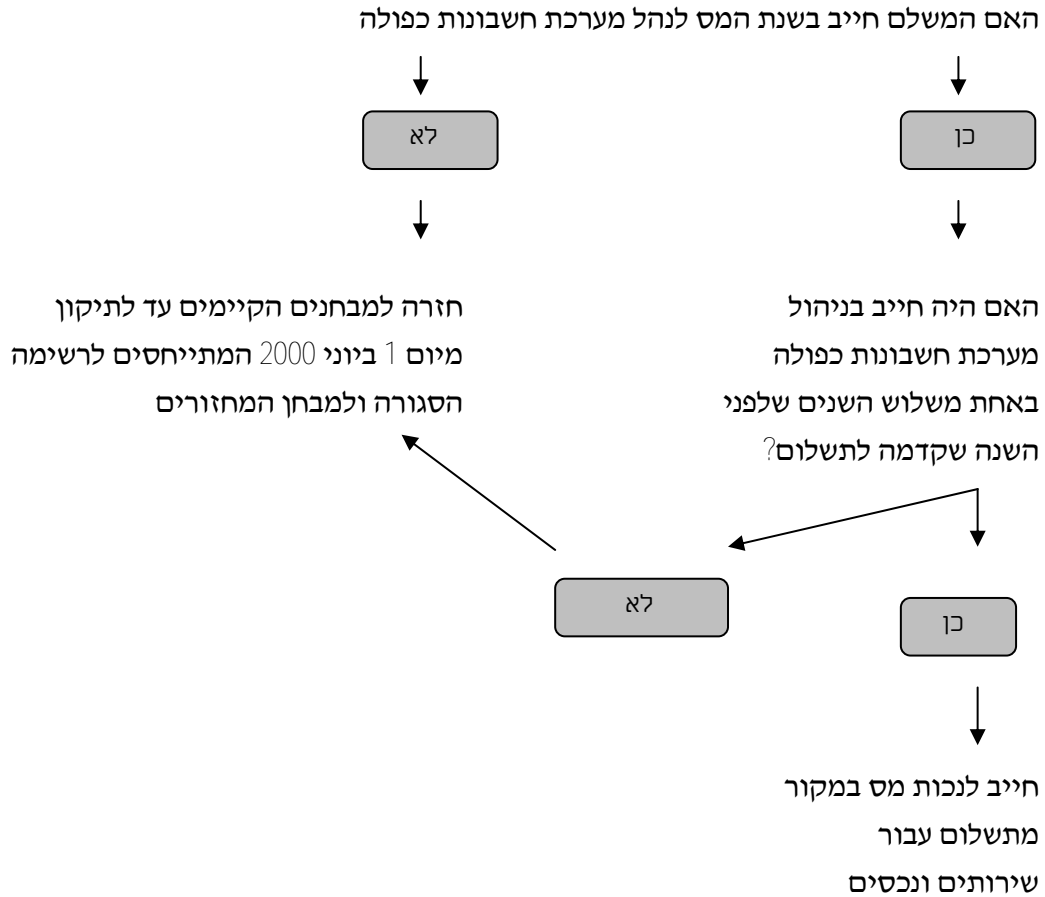 האם המשלם חייב בשנת המס לנהל מערכת חשבונות כפולה
כן
לא
האם היה חייב בניהול
מערכת חשבונות כפולה
באחת משלוש השנים שלפני
השנה שקדמה לתשלום?
חזרה למבחנים הקיימים עד לתיקון
מיום 1 ביוני 2000 המתייחסים לרשימה
הסגורה ולמבחן המחזורים
לא
כן
חייב לנכות מס במקור
מתשלום עבור
שירותים ונכסים